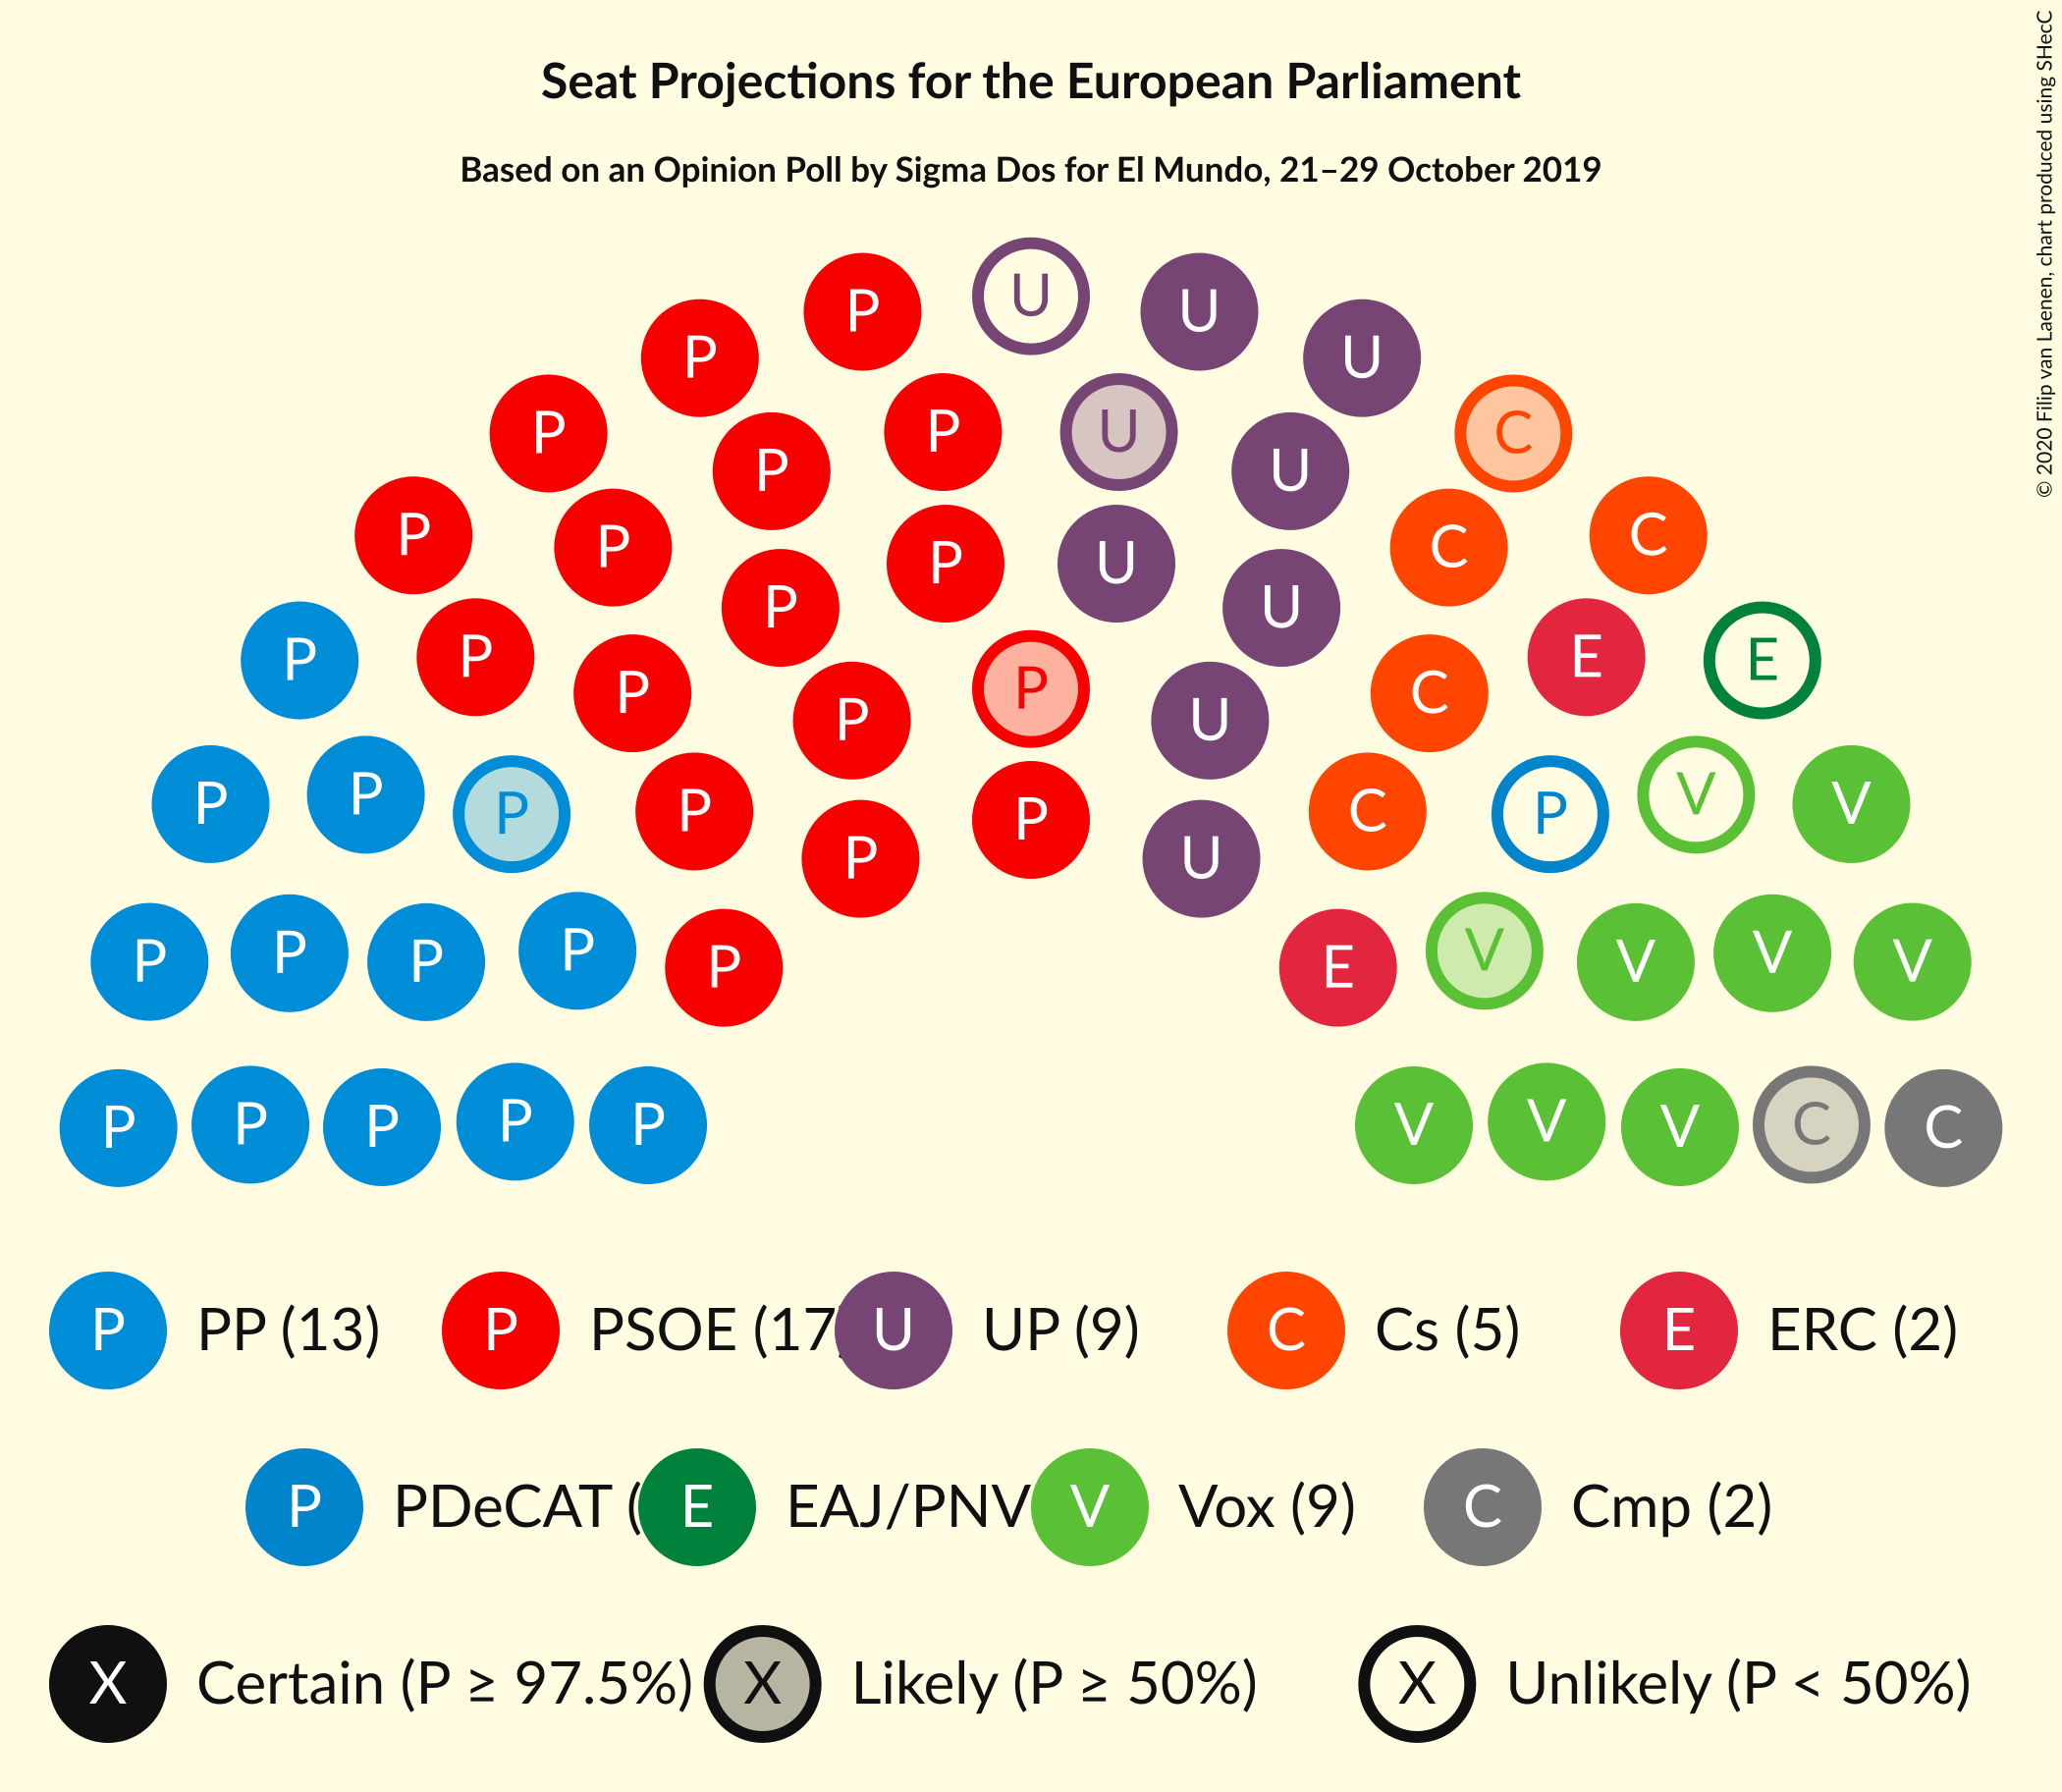 Seat Projections for the European Parliament
Based on an Opinion Poll by Sigma Dos for El Mundo, 21–29 October 2019
© 2020 Filip van Laenen, chart produced using SHecC
U
P U
P U
P P U C
P U
P C
P C
P U
P U
P P E E
P P C
P U
P P P P P C P V V
P U
P P P P P E V V V V
P P P P P V V V C C
P PP (13) P PSOE (17 U UP (9) C Cs (5) E ERC (2)
P PDeCAT ( E EAJ/PNV V Vox (9) C Cmp (2)
X Certain (P ≥ 97.5%) X Likely (P ≥ 50%) X Unlikely (P < 50%)